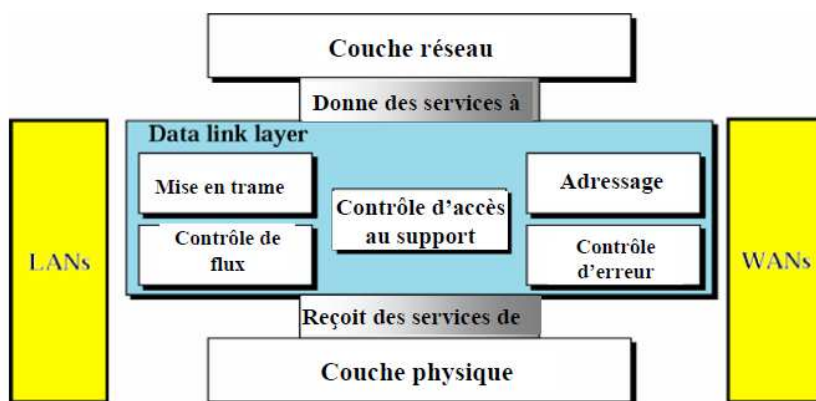 Couche réseau
Donne des services à
Data link layer
Mise en trame
Adressage
Contrôle d’accès
au support
Contrôle de
flux
Contrôle
d’erreur
LANs
WANs
Reçoit des services de
Couche physique